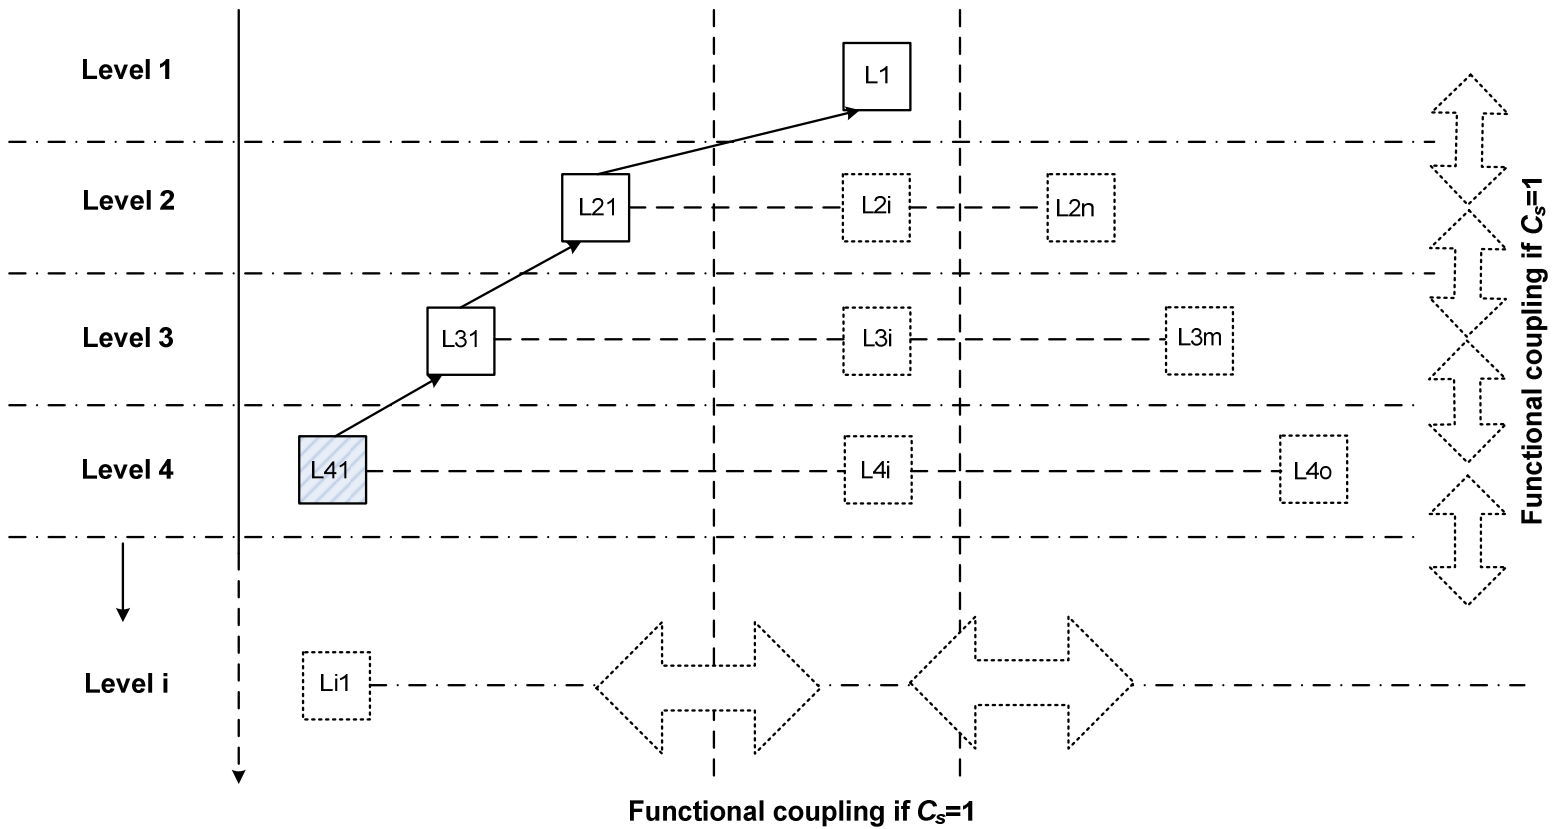 Level 1
L1
Level 2
L21
L2i
L2n
Level 3
L31
L3i
L3m
Level 4
L41
L4i
L4o
Level i
Li1
Functional coupling if Cs=1
Functional coupling if Cs=1